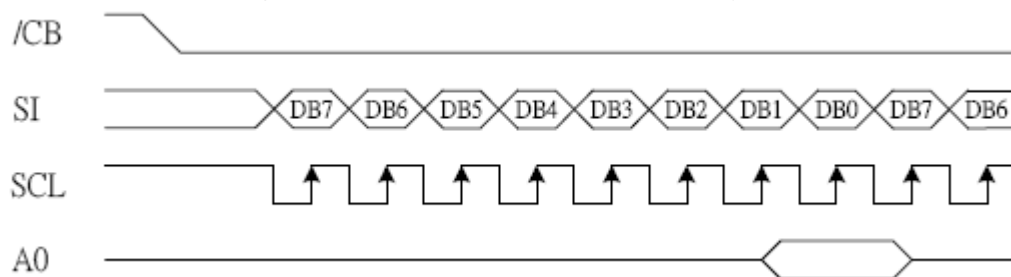 /CB
SI DB7 DB6 DB5 DB4 DB3 DB2 DB1 DB0 DB7 DB6
SCL
A0